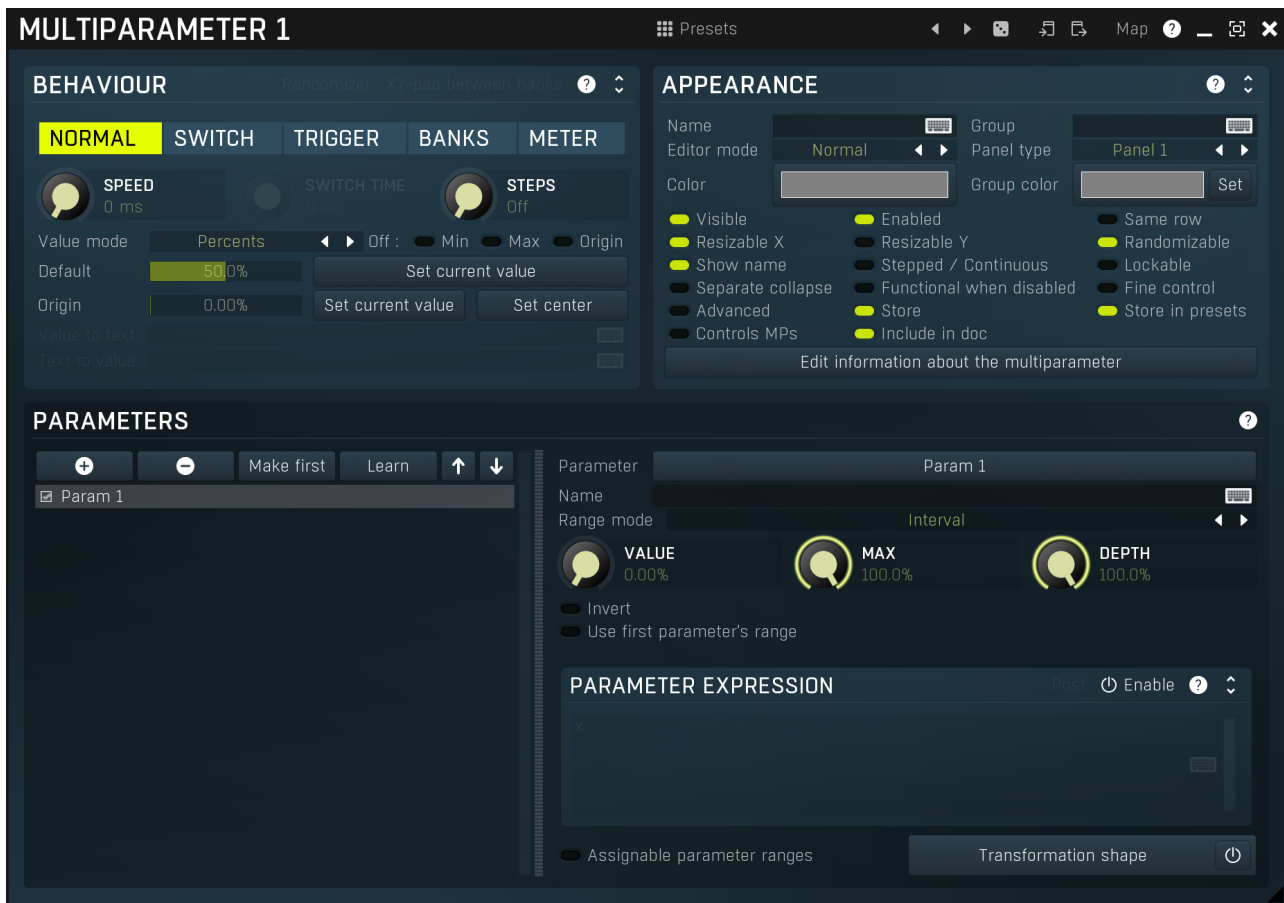 MULTIPARAMETER 1 Presets Map ?
BEHAVIOUR Randomizer XY-pad between banks ?
NORMAL SWITCH TRIGGER BANKS METER
SPEED SWITCH TIME STEPS
0 ms 0 ms Off
Value mode Percents Off : Min Max Origin
Default 50.0% Set current value
Origin 0.00% Set current value Set center
Value to text
Text to value
APPEARANCE ?
Name Group
Editor mode Normal Panel type Panel 1
Color Group color Set
Visible Enabled Same row
Resizable X Resizable Y Randomizable
Show name Stepped / Continuous Lockable
Separate collapse Functional when disabled Fine control
Advanced Store Store in presets
Controls MPs Include in doc
Edit information about the multiparameter
PARAMETERS ?
Make first Learn
Param 1
Parameter Param 1
Name
Range mode Interval
VALUE MAX DEPTH
0.00% 100.0% 100.0%
Invert
Use first parameter's range
PARAMETER EXPRESSION Post Enable ?
x
Assignable parameter ranges Transformation shape